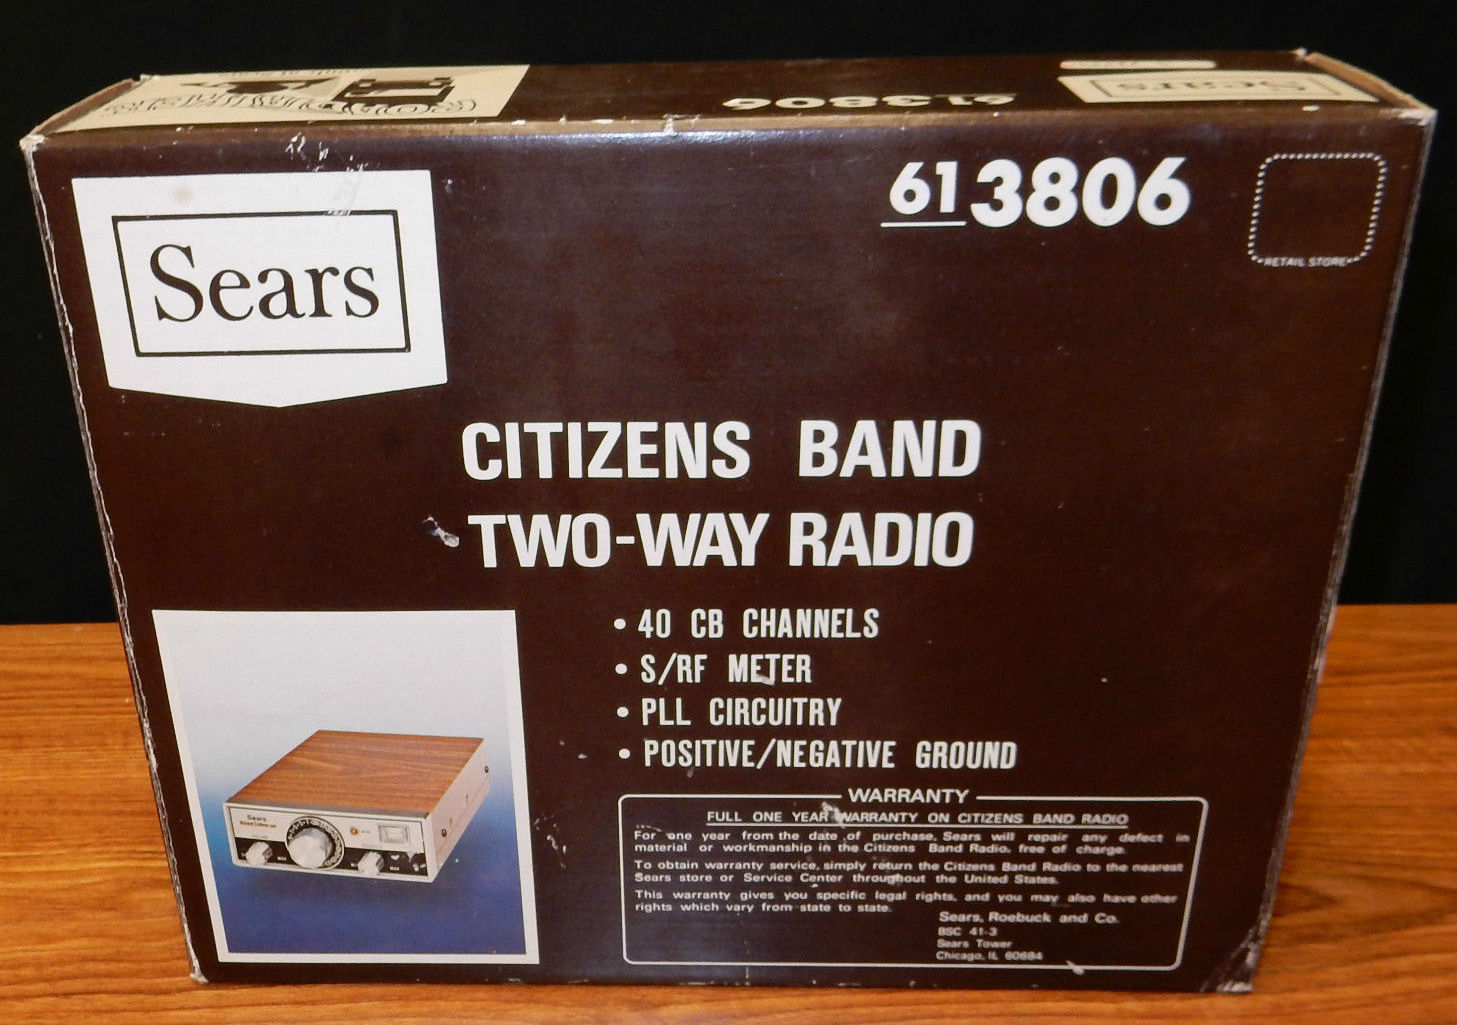 613806
Sears
Sears
613806
RETAIL STORE
CITIZENS BAND
TWO-WAY RADIO
• 40 CB CHANNELS
• S/RF METER
• PLL CIRCUITRY
• POSITIVE/NEGATIVE GROUND
Sears
WARRANTY
FULL ONE YEAR WARRANTY ON CITIZENS BAND RADIO
For one year from the date of purchase, Sears will repair any defect in
material or workmanship in the Citizens Band Radio, free of charge.
To obtain warranty service, simply return the Citizens Band Radio to the nearest
Sears store or Service Center throughout the United States.
This warranty gives you specific legal rights, and you may also have other
rights which vary from state to state.
Sears, Roebuck and Co.
BSC 41-3
Sears Tower
Chicago, IL 60684